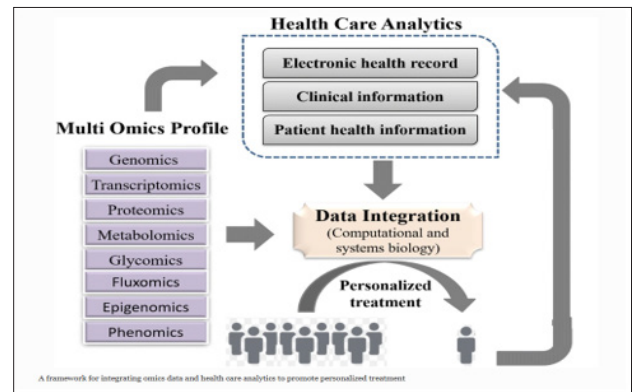 Health Care Analytics
Electronic health record
Clinical information
Patient health information
Multi Omics Profile
Genomics
Transcriptomics
Proteomics
Metabolomics
Glycomics
Fluxomics
Epigenomics
Phenomics
Data Integration
(Computational and
systems biology)
Personalized
treatment
A framework for integrating omics data and health care analytics to promote personalized treatment